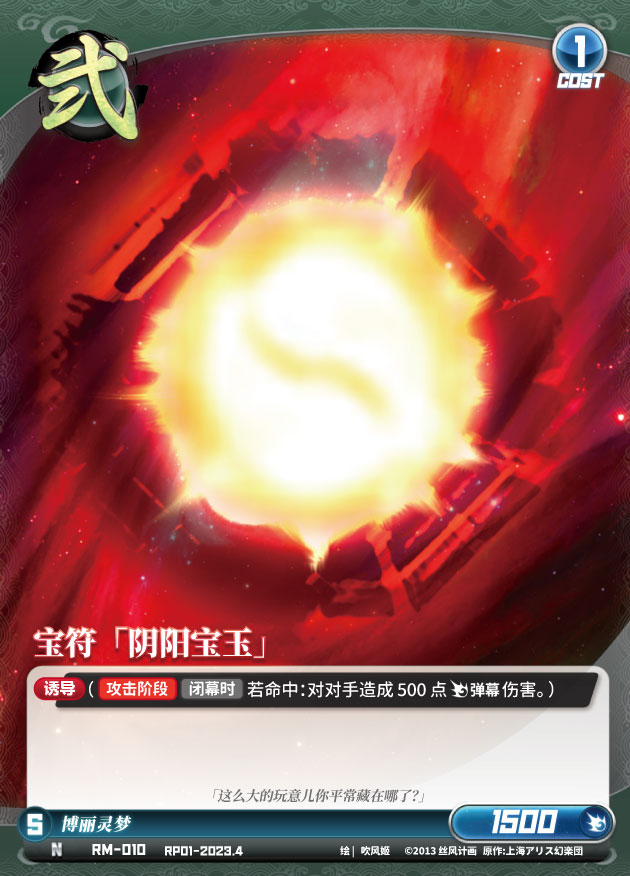 弍
1
COST
宝符「阴阳宝玉」
诱导（攻击阶段 闭幕时 若命中：对对手造成 500 点 弹幕 伤害。）
「这么大的玩意儿你平常藏在哪了？」
S 博丽灵梦 1500
N RM-010 RP01-2023.4 绘| 吹风姬 ©2013 丝风计画 原作:上海アリス幻楽団